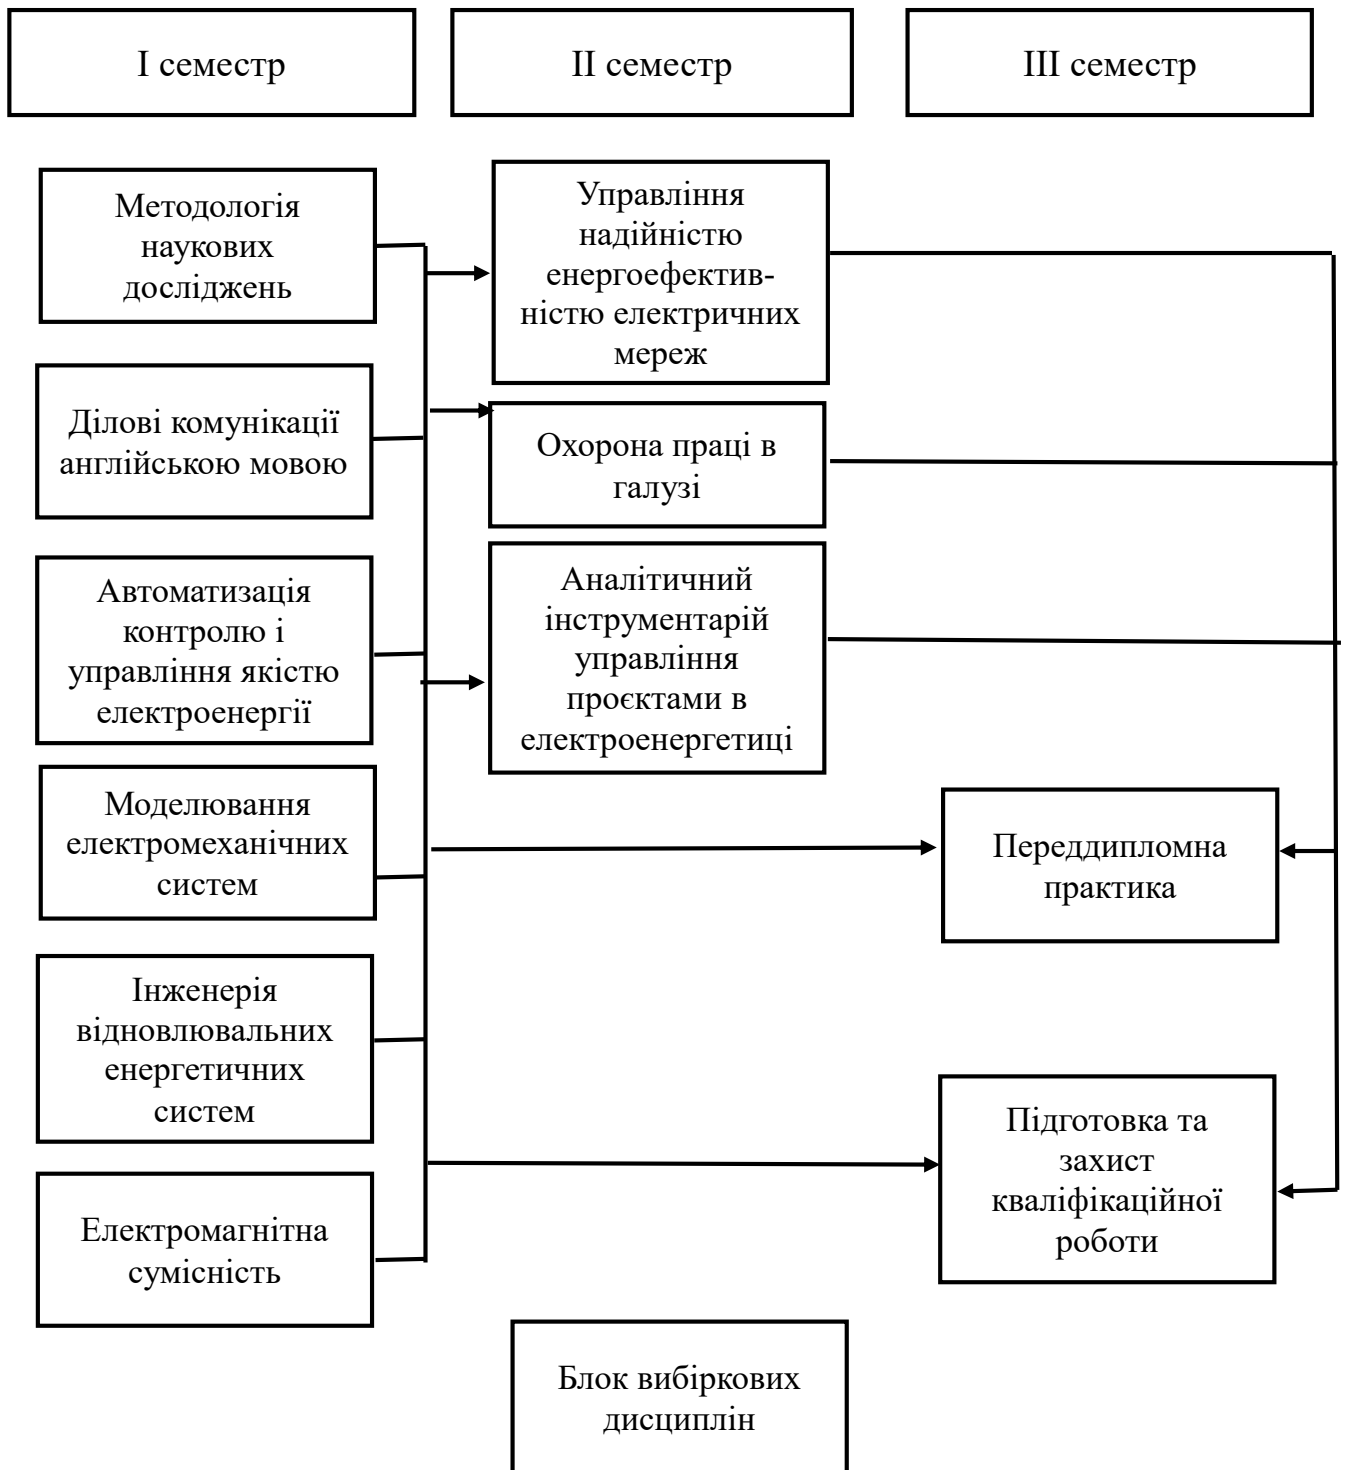 І семестр
ІІ семестр
ІІІ семестр
Методологія
наукових
досліджень
Ділові комунікації
англійською мовою
Автоматизація
контролю і
управління якістю
електроенергії
Моделювання
електромеханічних
систем
Інженерія
відновлювальних
енергетичних
систем
Електромагнітна
сумісність
Управління
надійністю
енергоефектив-
ністю електричних
мереж
Охорона праці в
галузі
Аналітичний
інструментарій
управління
проєктами в
електроенергетиці
Переддипломна
практика
Підготовка та
захист
кваліфікаційної
роботи
Блок вибіркових
дисциплін